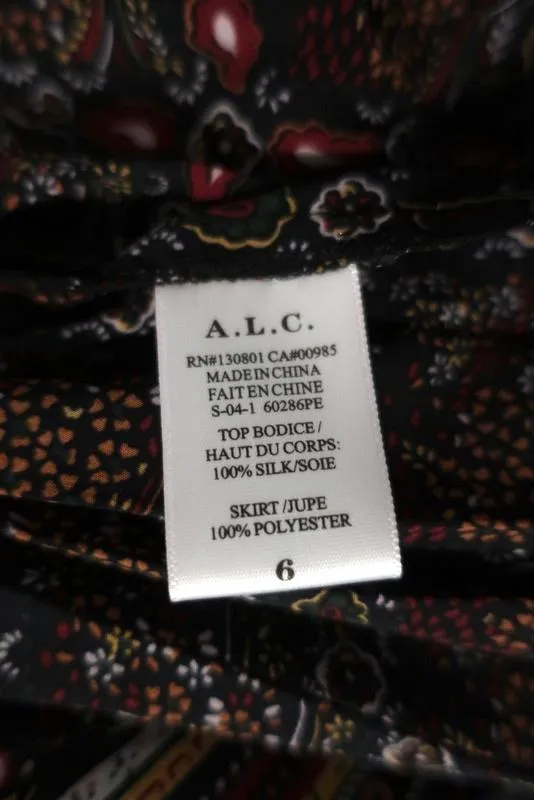 A.L.C.
RN#130801 CA#00985
MADE IN CHINA
FAIT EN CHINE
S-04-1 60286PE
TOP BODICE /
HAUT DU CORPS:
100% SILK/SOIE
SKIRT /JUPE
100% POLYESTER
6